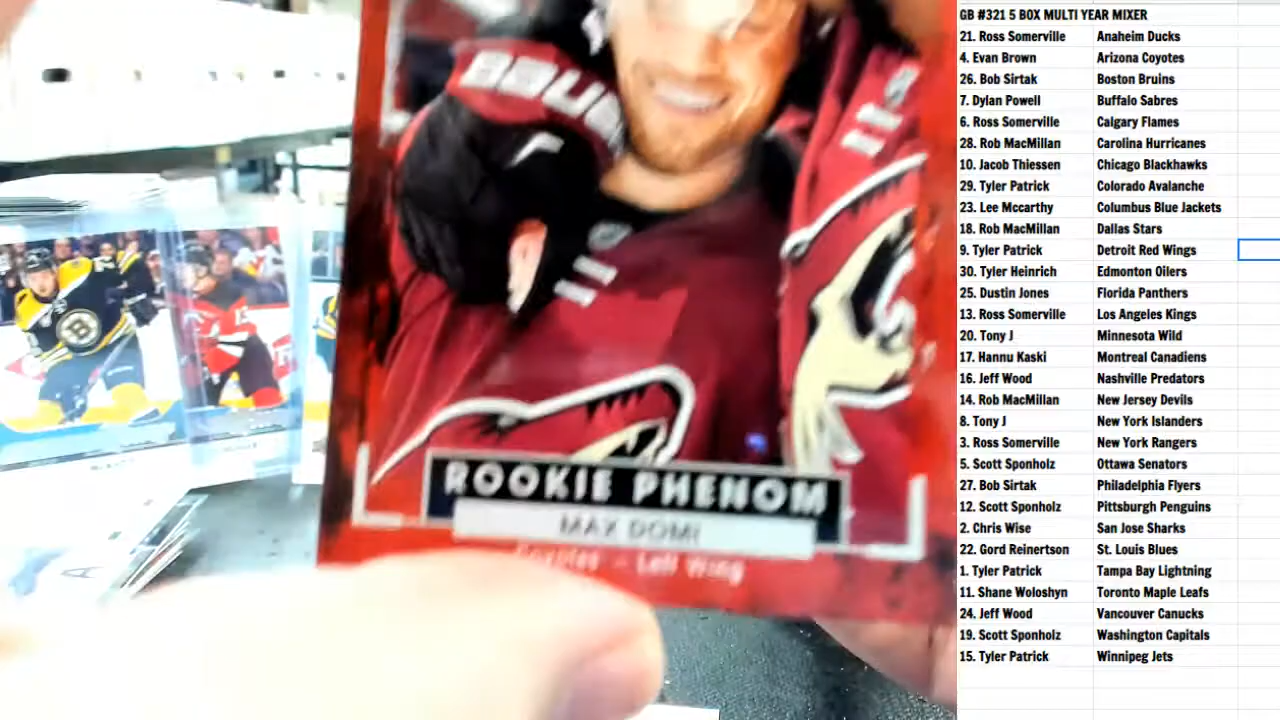 BAUER
ROOKIE PHENOM
MAX DOMI
Coyotes - Left Wing
GB #321 5 BOX MULTI YEAR MIXER
21. Ross Somerville Anaheim Ducks
4. Evan Brown Arizona Coyotes
26. Bob Sirtak Boston Bruins
7. Dylan Powell Buffalo Sabres
6. Ross Somerville Calgary Flames
28. Rob MacMillan Carolina Hurricanes
10. Jacob Thiessen Chicago Blackhawks
29. Tyler Patrick Colorado Avalanche
23. Lee Mccarthy Columbus Blue Jackets
18. Rob MacMillan Dallas Stars
9. Tyler Patrick Detroit Red Wings
30. Tyler Heinrich Edmonton Oilers
25. Dustin Jones Florida Panthers
13. Ross Somerville Los Angeles Kings
20. Tony J Minnesota Wild
17. Hannu Kaski Montreal Canadiens
16. Jeff Wood Nashville Predators
14. Rob MacMillan New Jersey Devils
8. Tony J New York Islanders
3. Ross Somerville New York Rangers
5. Scott Sponholz Ottawa Senators
27. Bob Sirtak Philadelphia Flyers
12. Scott Sponholz Pittsburgh Penguins
2. Chris Wise San Jose Sharks
22. Gord Reinertson St. Louis Blues
1. Tyler Patrick Tampa Bay Lightning
11. Shane Woloshyn Toronto Maple Leafs
24. Jeff Wood Vancouver Canucks
19. Scott Sponholz Washington Capitals
15. Tyler Patrick Winnipeg Jets